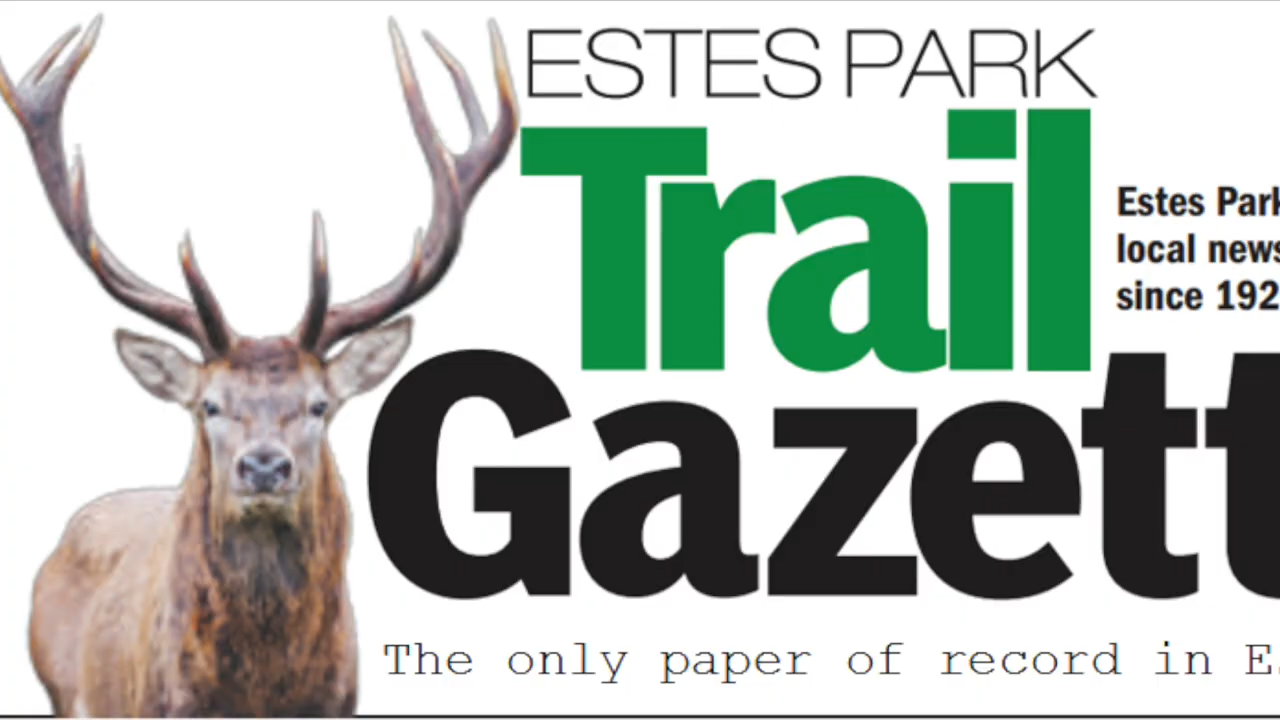 ESTES PARK
Trail
Estes Park
local news
since 192
Gazett
The only paper of record in E